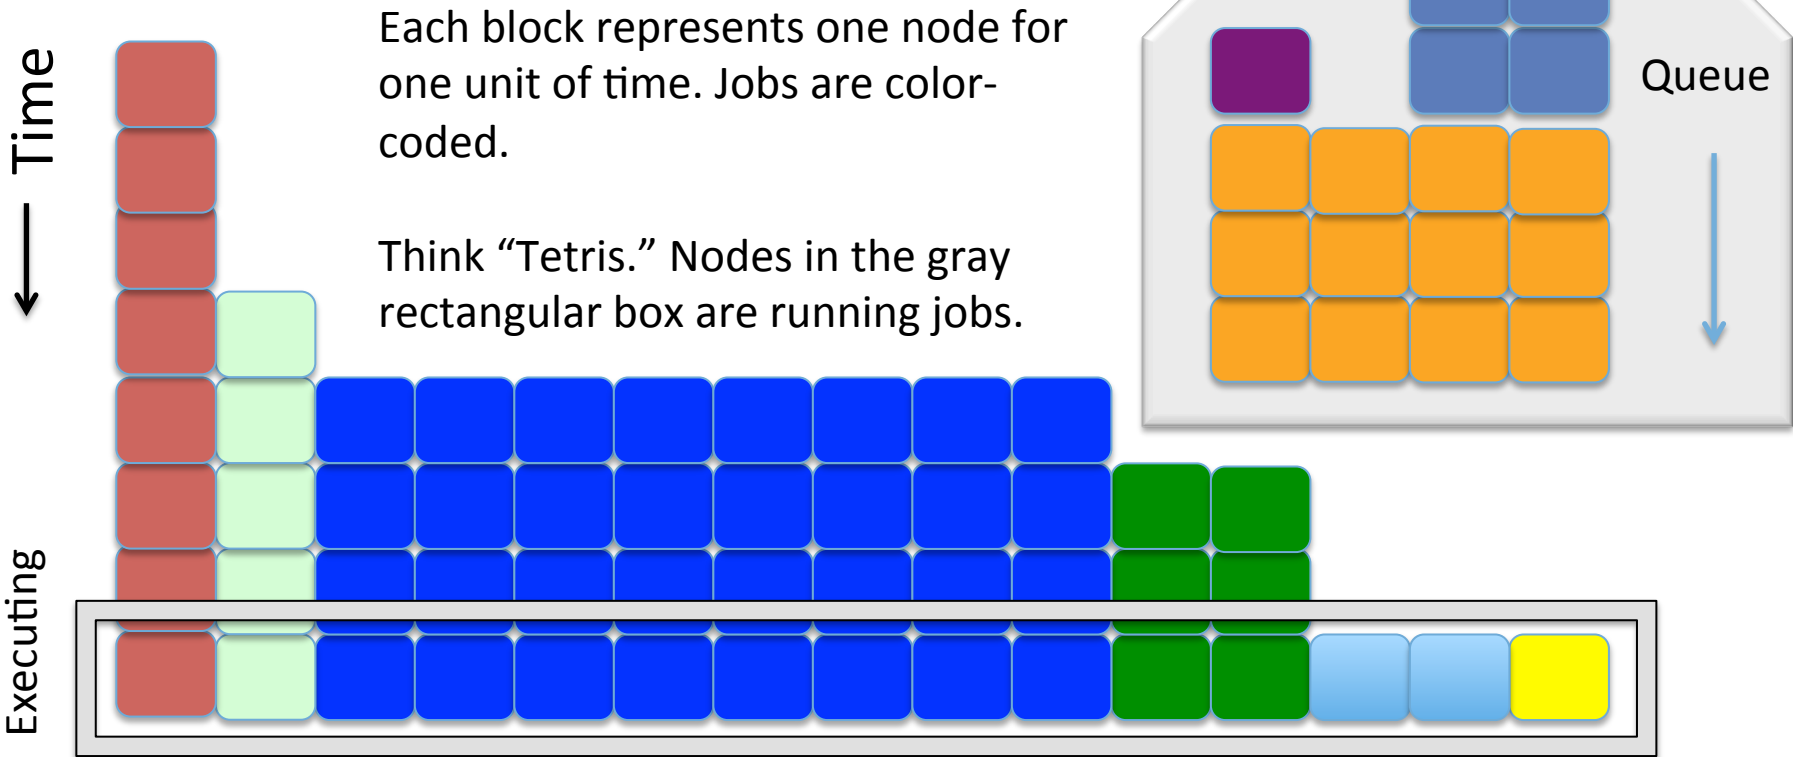 Each block represents one node for
one unit of time. Jobs are color-
coded.
Think “Tetris.” Nodes in the gray
rectangular box are running jobs.
Queue
Time
Executing